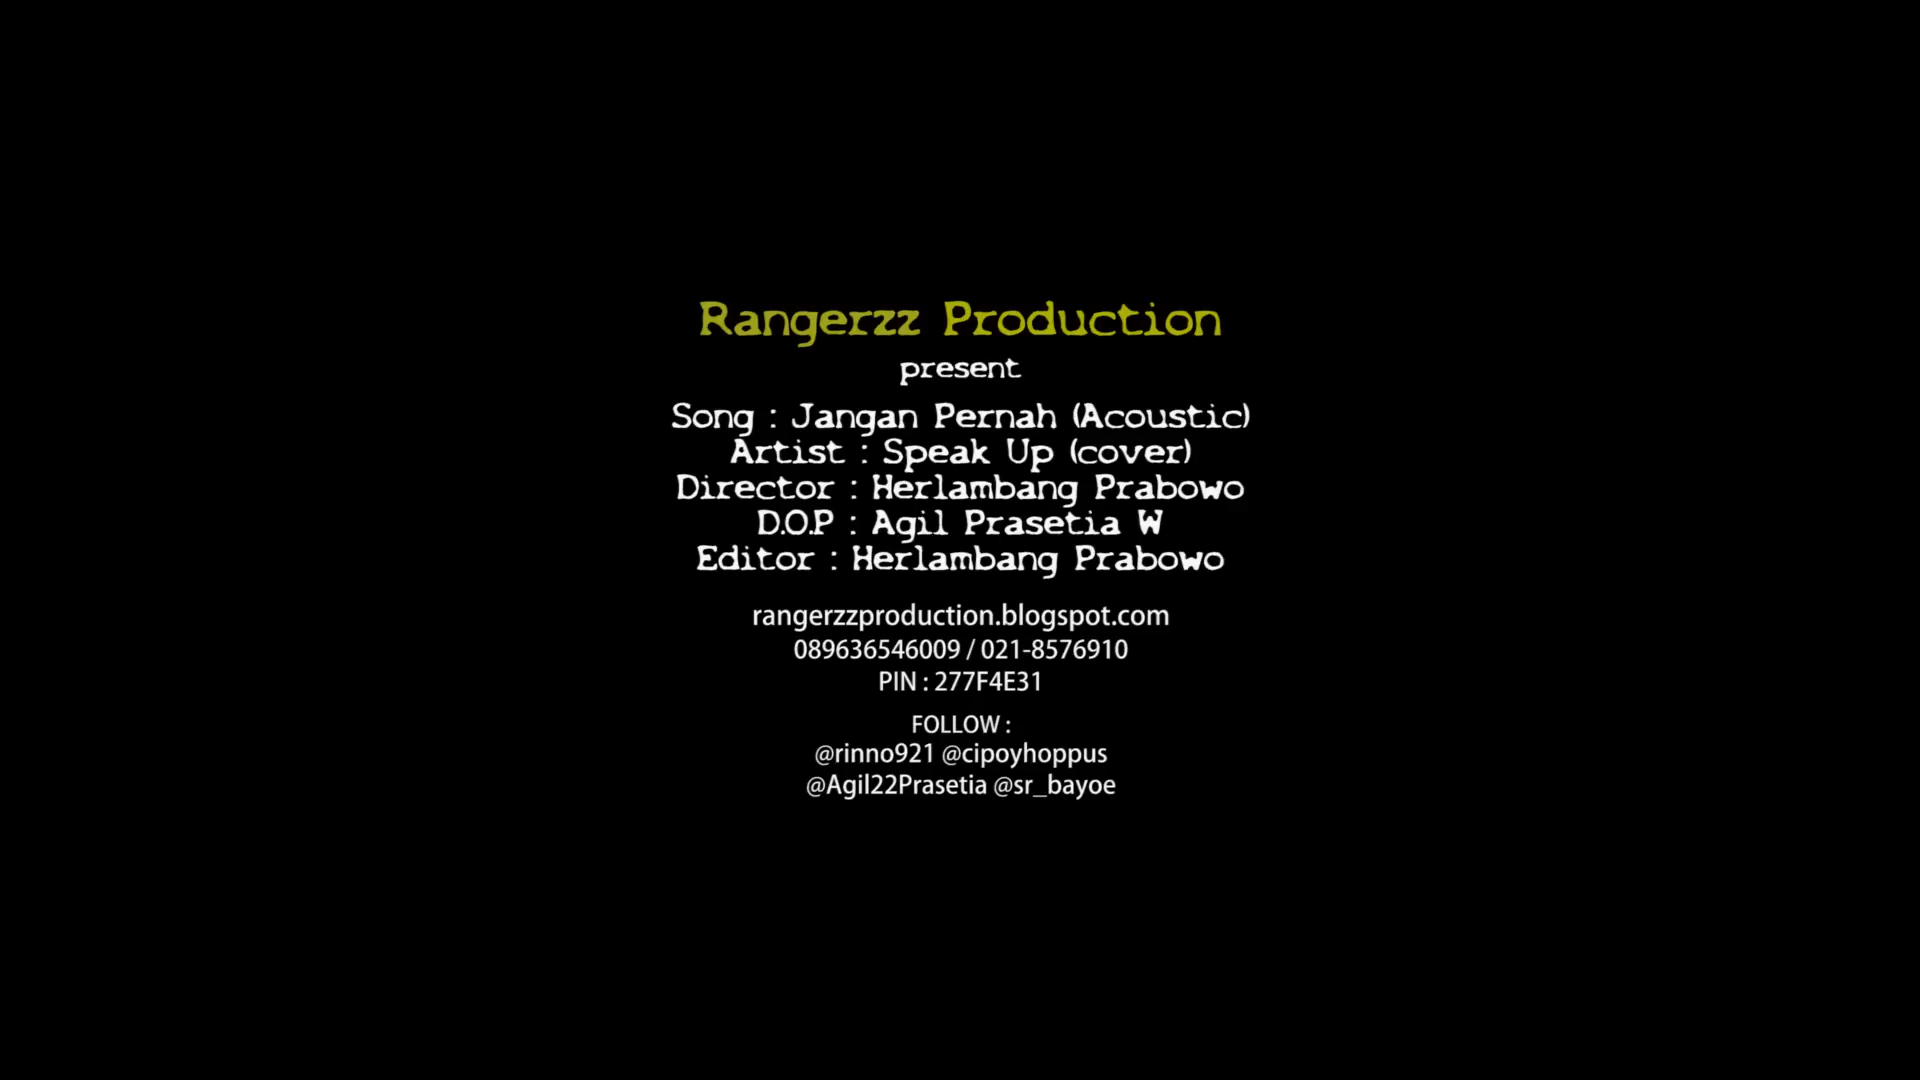 Rangerzz Production
present
Song : Jangan Pernah (Acoustic)
Artist : Speak Up (cover)
Director : Herlambang Prabowo
D.O.P : Agil Prasetia W
Editor : Herlambang Prabowo
rangerzzproduction.blogspot.com
089636546009 / 021-8576910
PIN : 277F4E31
FOLLOW :
@rinno921 @cipoyhoppus
@Agil22Prasetia @sr_bayoe